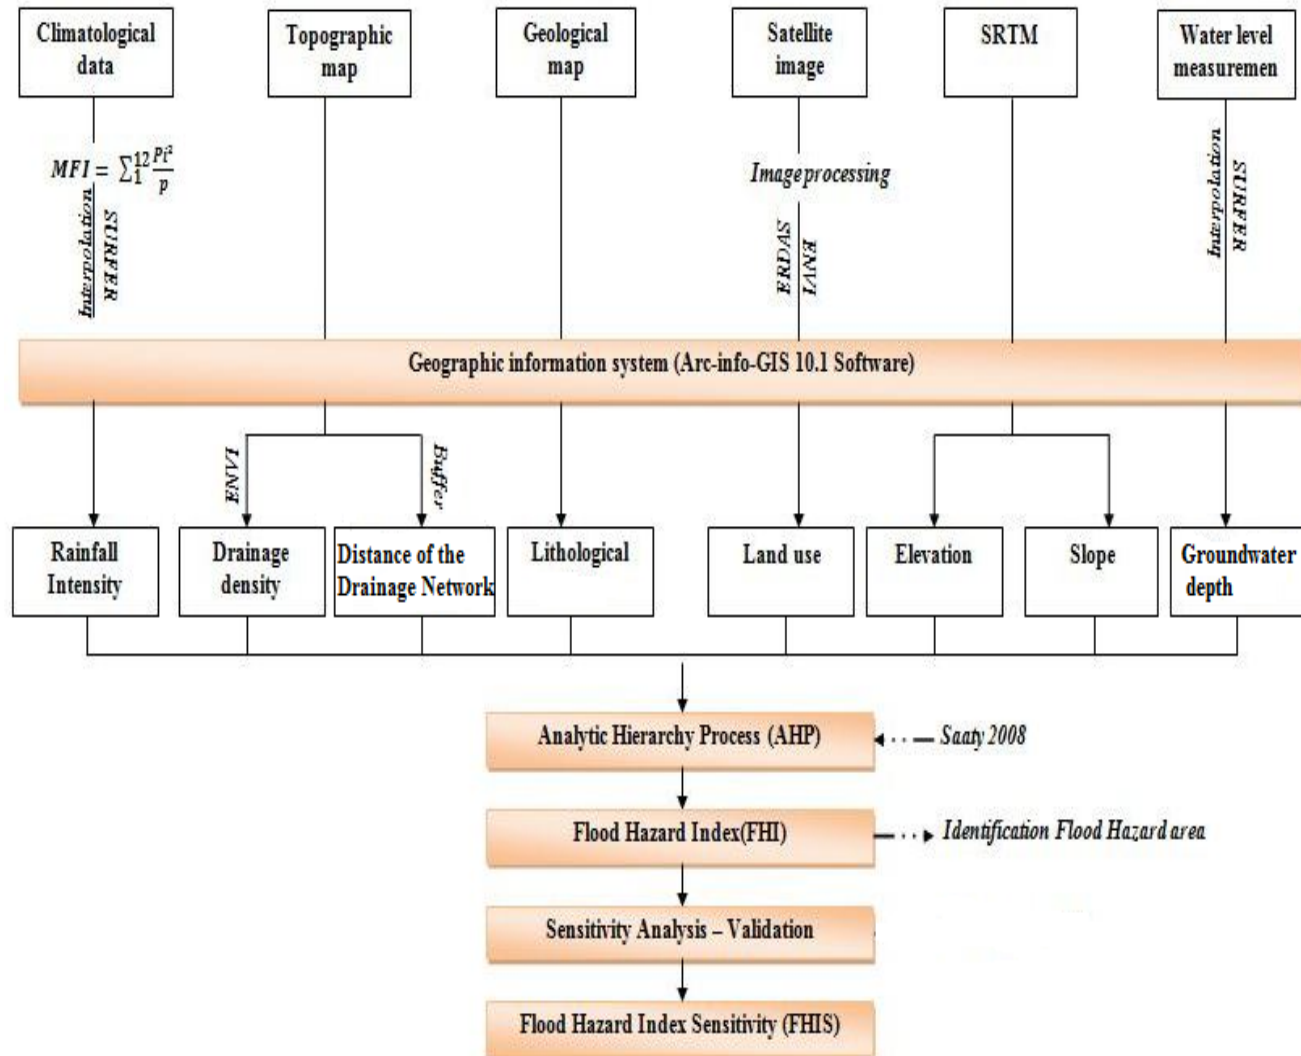 Climatological
data
Topographic
map
Geological
map
Satellite
image
SRTM
Water level
measuremen
MFI = ∑₁¹² Pi²/p
Interpolation
SURFER
Image processing
ERDAS
ENVI
Interpolation
SURFER
Geographic information system (Arc-info-GIS 10.1 Software)
ENVI
Buffer
Rainfall
Intensity
Drainage
density
Distance of the
Drainage Network
Lithological
Land use
Elevation
Slope
Groundwater
depth
Analytic Hierarchy Process (AHP)
Saaty 2008
Flood Hazard Index(FHI)
Identification Flood Hazard area
Sensitivity Analysis – Validation
Flood Hazard Index Sensitivity (FHIS)